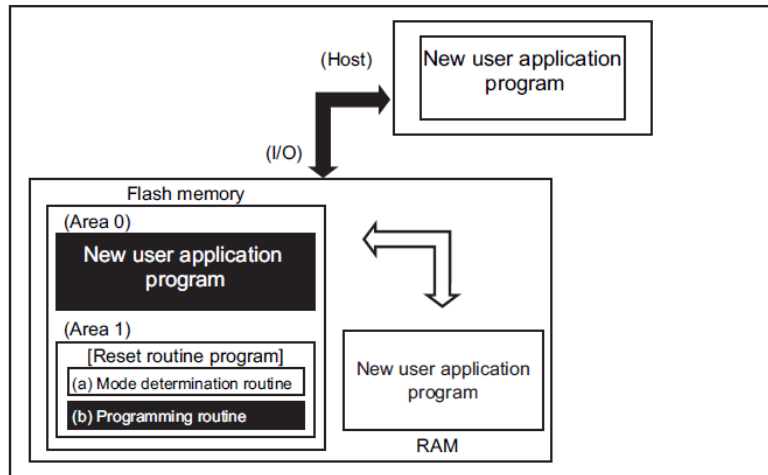 (Host)
New user application
program
(I/O)
Flash memory
(Area 0)
New user application
program
(Area 1)
[Reset routine program]
(a) Mode determination routine
(b) Programming routine
New user application
program
RAM